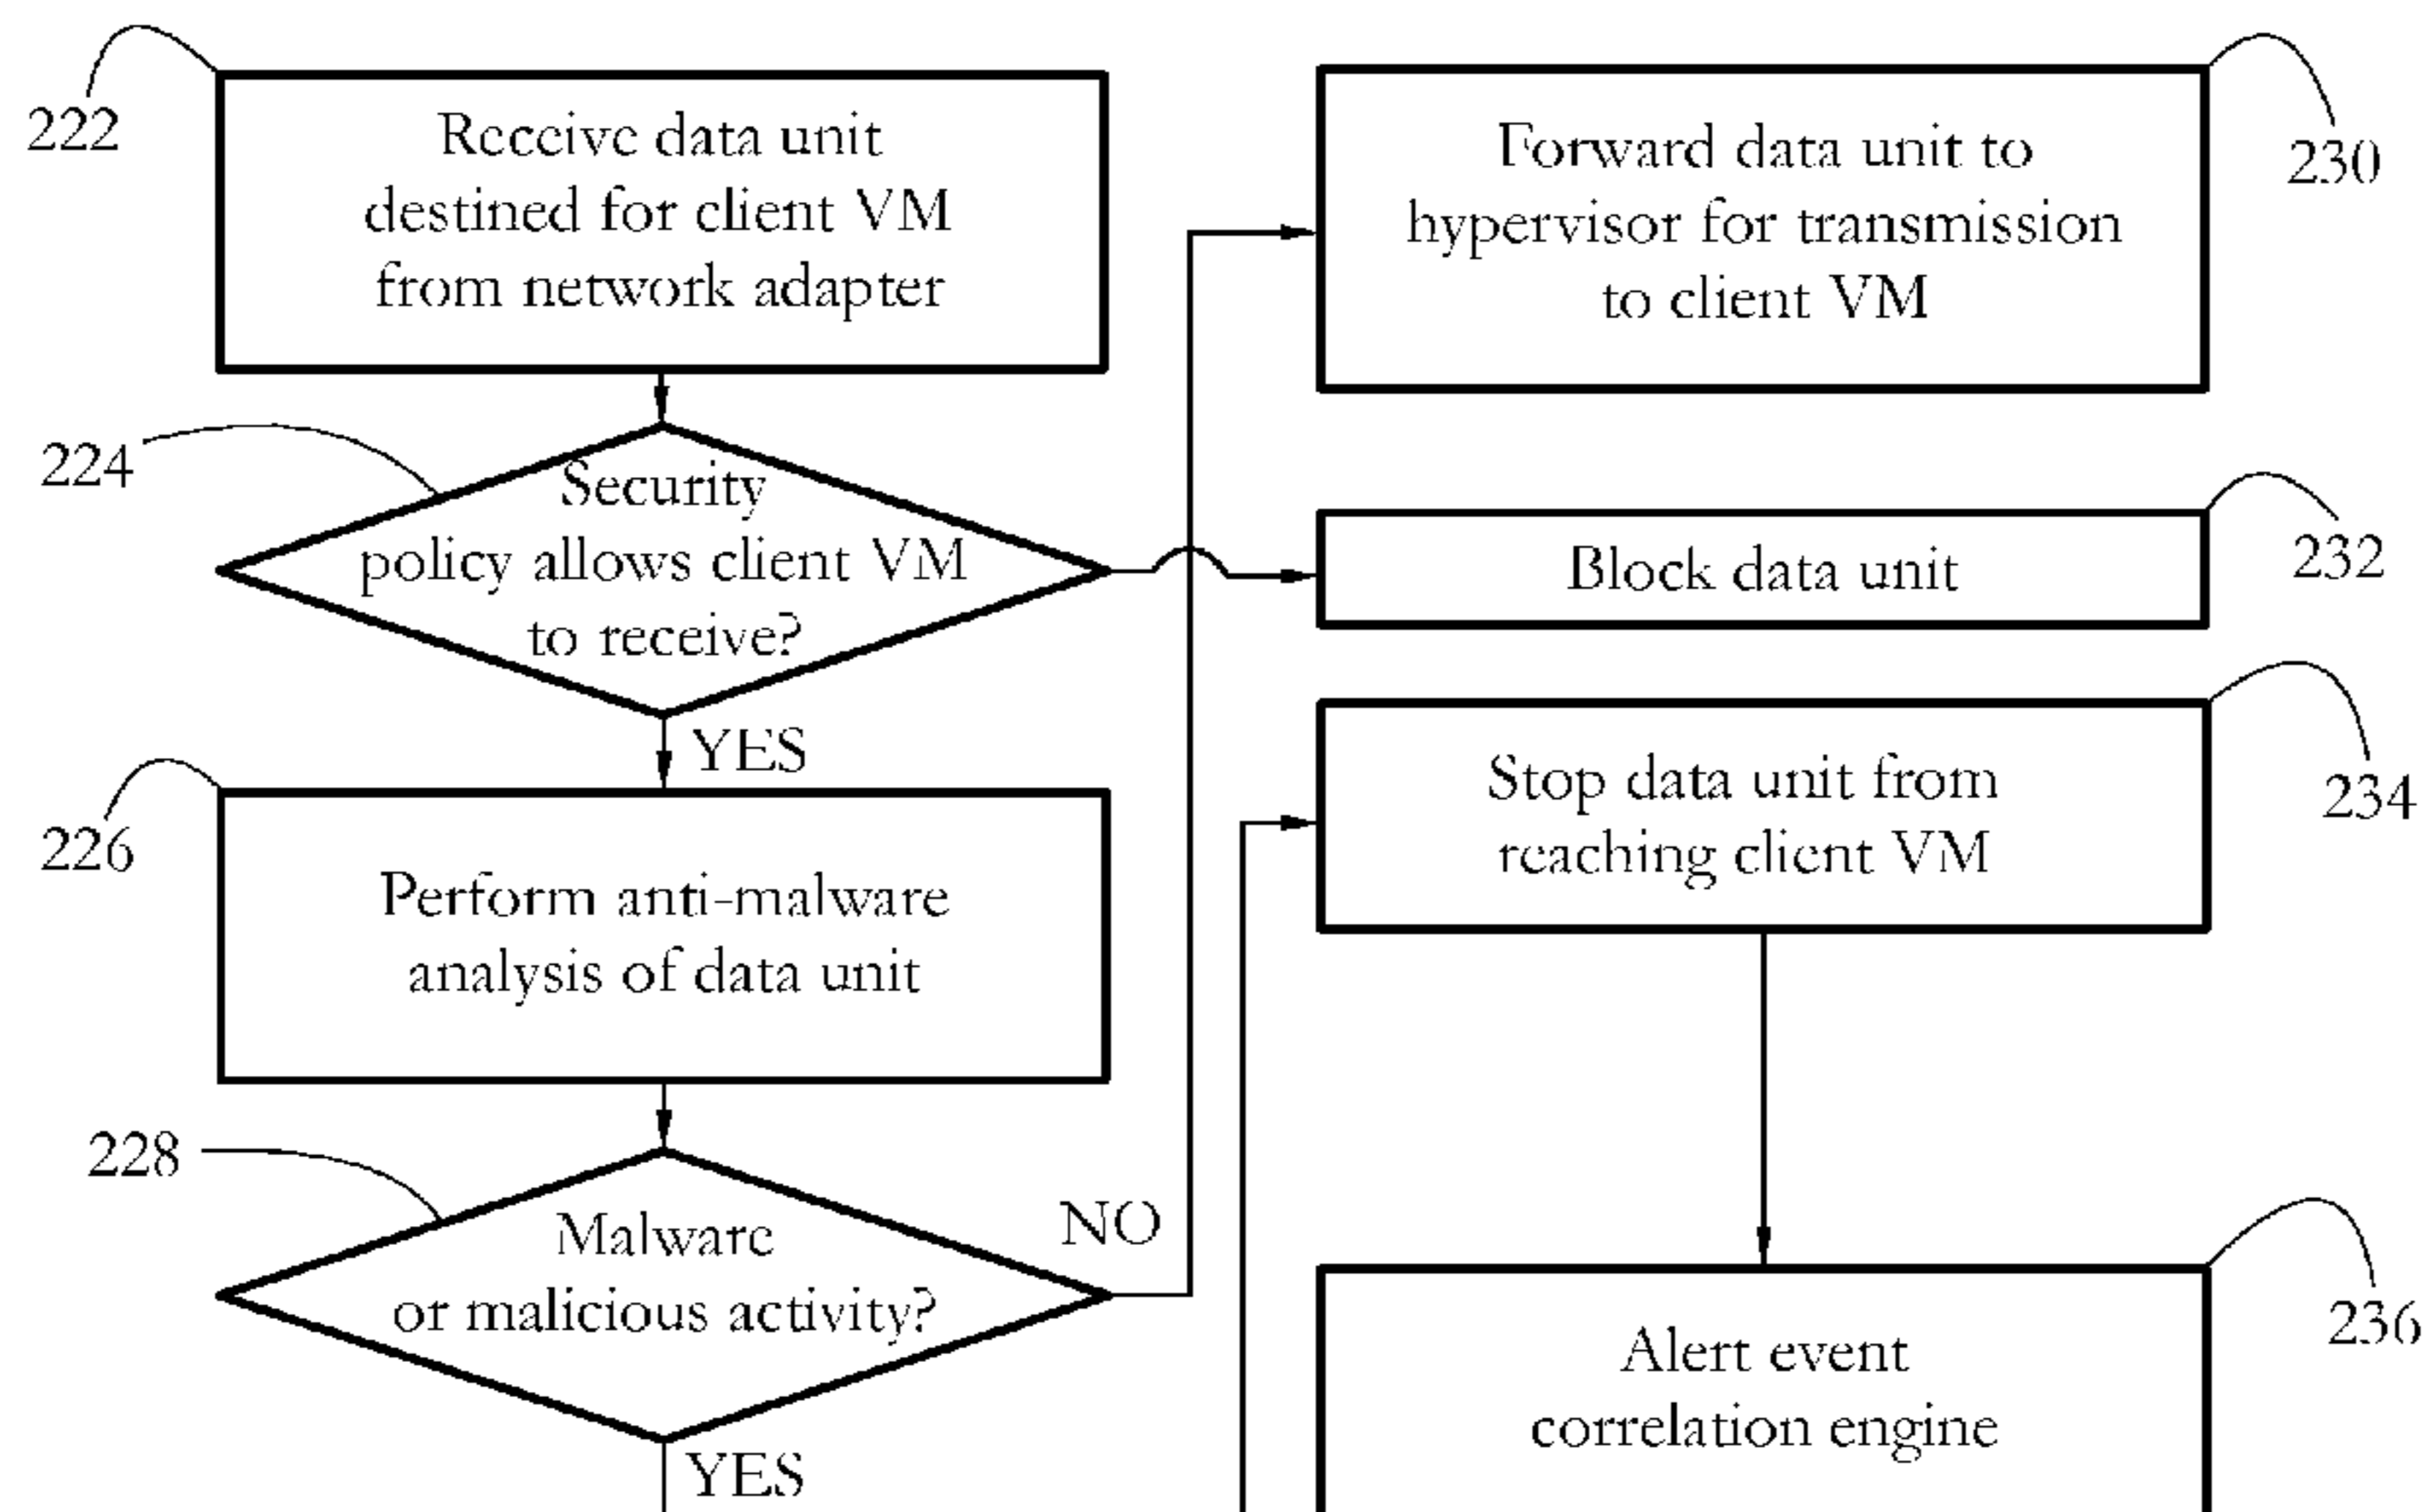 222
Receive data unit
destined for client VM
from network adapter
224
Security
policy allows client VM
to receive?
YES
226
Perform anti-malware
analysis of data unit
228
Malware
or malicious activity?
NO
YES
Forward data unit to
hypervisor for transmission
to client VM
230
Block data unit
232
Stop data unit from
reaching client VM
234
Alert event
correlation engine
236